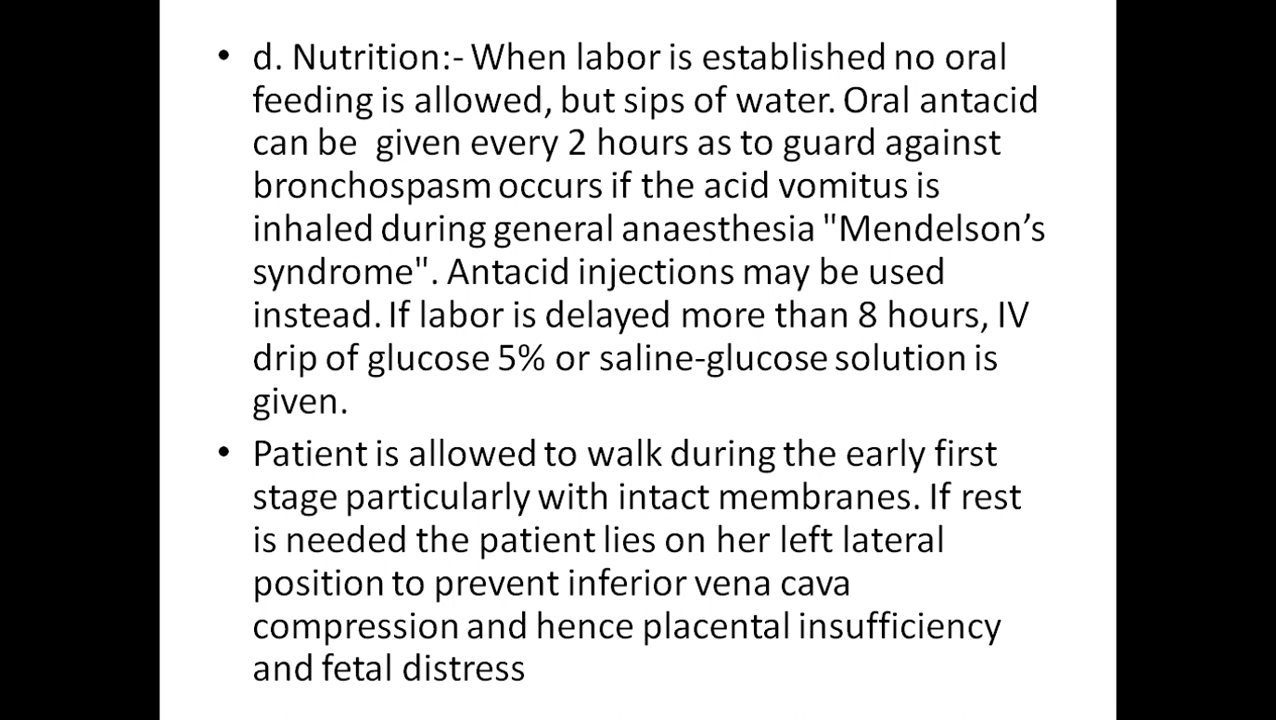 • d. Nutrition:- When labor is established no oral
feeding is allowed, but sips of water. Oral antacid
can be  given every 2 hours as to guard against
bronchospasm occurs if the acid vomitus is
inhaled during general anaesthesia "Mendelson’s
syndrome". Antacid injections may be used
instead. If labor is delayed more than 8 hours, IV
drip of glucose 5% or saline-glucose solution is
given.
• Patient is allowed to walk during the early first
stage particularly with intact membranes. If rest
is needed the patient lies on her left lateral
position to prevent inferior vena cava
compression and hence placental insufficiency
and fetal distress